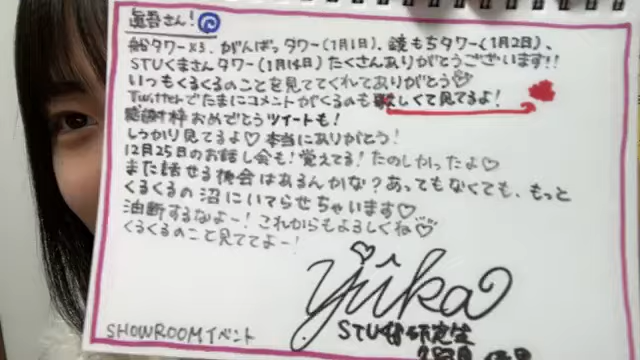 眞吾さん!
船タワー×3、がんばっタワー(1月1日)、鏡もちタワー(1月2日)、
STUくまさんタワー(1月14日)たくさんありがとうございます!!
いつもくるくるのことを見ててくれてありがとう♡
Twitterでたまにコメントがくるのも 嬉しくて見てるよ!
感謝す枠 おめでとうツイートも!
しっかり見てるよ♡ 本当にありがとう!
12月25日のお話し会も!覚えてる!たのしかったよ♡
また話せる機会はあるんかな?あってもなくても、もっと
くるくるの沼にいてらせちゃいます♡
油断するなよー!これからもよろしくね♡
くるくるのこと見ててよー!
yuka
STU 研究生
SHOWROOMイベント